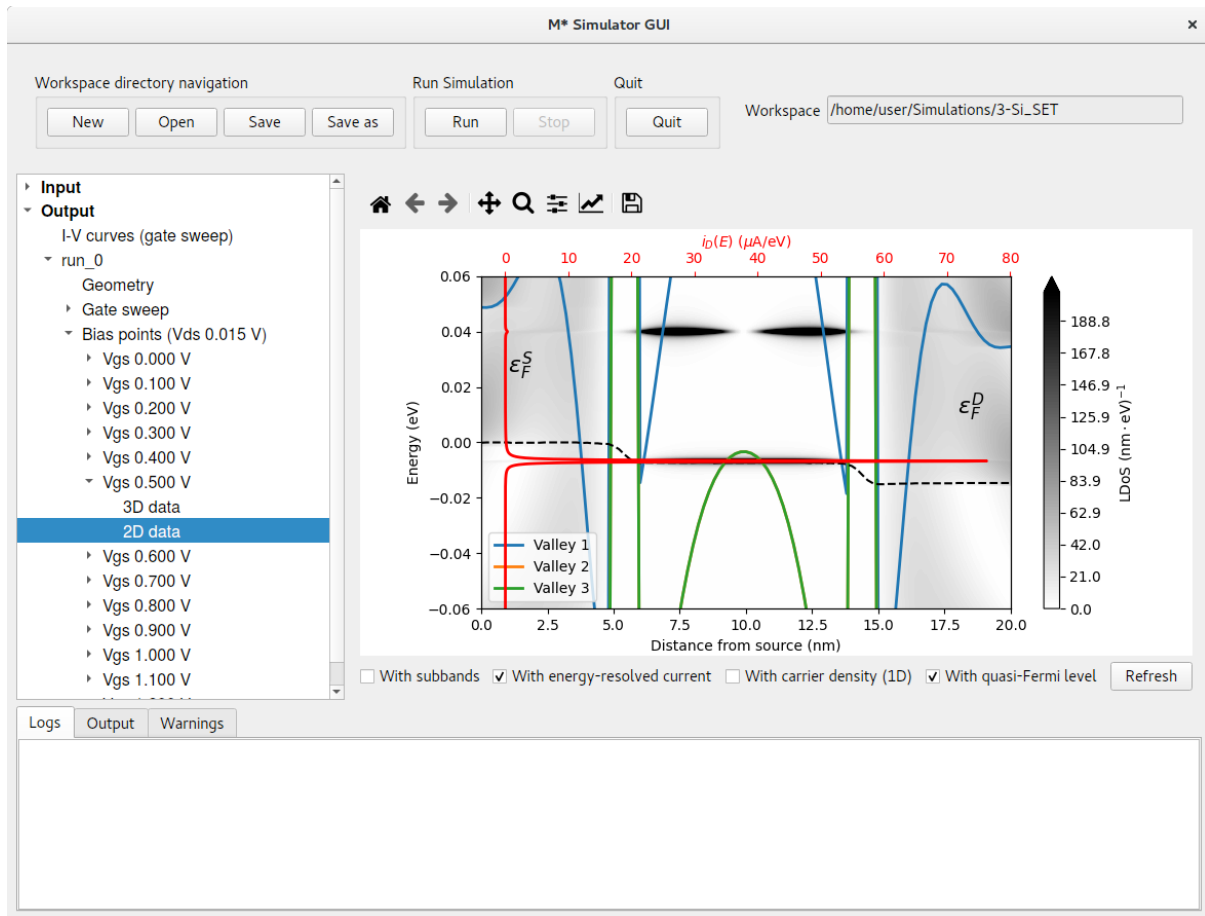 M* Simulator GUI
×
Workspace directory navigation
Run Simulation
Quit
New
Open
Save
Save as
Run
Stop
Quit
Workspace
/home/user/Simulations/3-Si_SET
Input
Output
I-V curves (gate sweep)
run_0
Geometry
Gate sweep
Bias points (Vds 0.015 V)
Vgs 0.000 V
Vgs 0.100 V
Vgs 0.200 V
Vgs 0.300 V
Vgs 0.400 V
Vgs 0.500 V
3D data
2D data
Vgs 0.600 V
Vgs 0.700 V
Vgs 0.800 V
Vgs 0.900 V
Vgs 1.000 V
Vgs 1.100 V
i_D(E) (μA/eV)
0 10 20 30 40 50 60 70 80
0.06
0.04
0.02
0.00
−0.02
−0.04
−0.06
Energy (eV)
ε_F^S
ε_F^D
Valley 1
Valley 2
Valley 3
0.0 2.5 5.0 7.5 10.0 12.5 15.0 17.5 20.0
Distance from source (nm)
188.8
167.8
146.9
125.9
104.9
83.9
62.9
42.0
21.0
0.0
LDoS (nm · eV)⁻¹
With subbands
With energy-resolved current
With carrier density (1D)
With quasi-Fermi level
Refresh
Logs
Output
Warnings